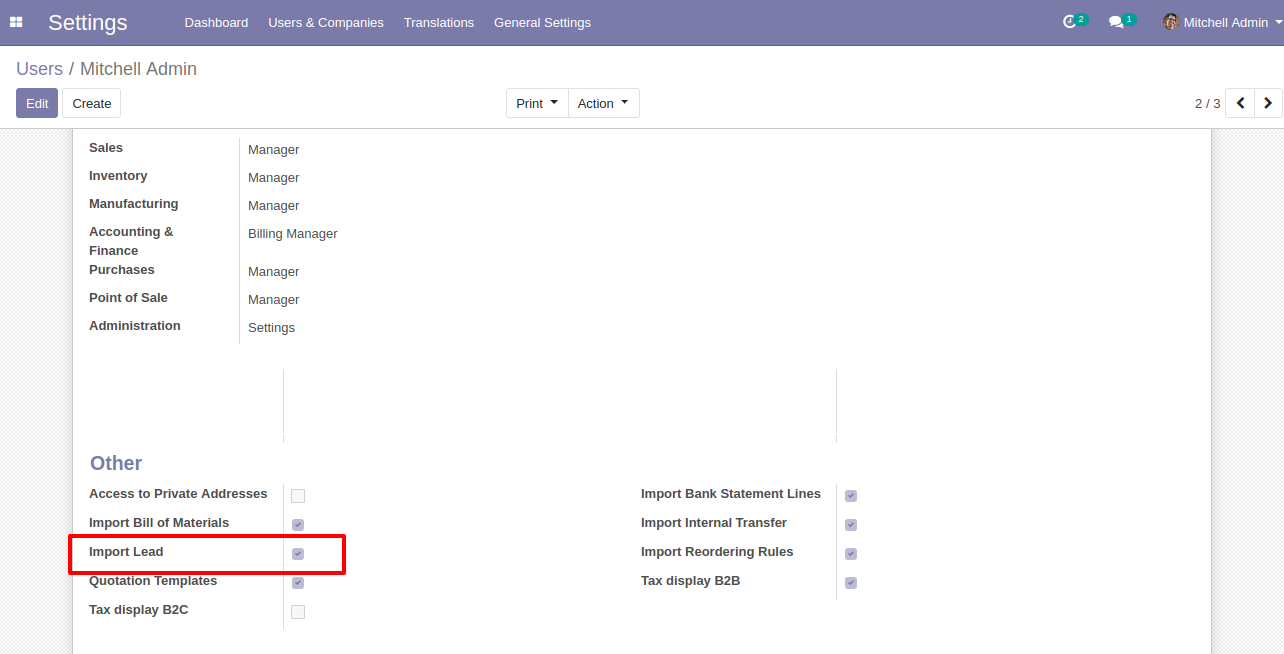 Settings Dashboard Users & Companies Translations General Settings 2 1 Mitchell Admin
Users / Mitchell Admin
Edit Create Print Action 2 / 3
Sales Manager
Inventory Manager
Manufacturing Manager
Accounting & Billing Manager
Finance
Purchases Manager
Point of Sale Manager
Administration Settings
Other
Access to Private Addresses Import Bank Statement Lines
Import Bill of Materials Import Internal Transfer
Import Lead Import Reordering Rules
Quotation Templates Tax display B2B
Tax display B2C